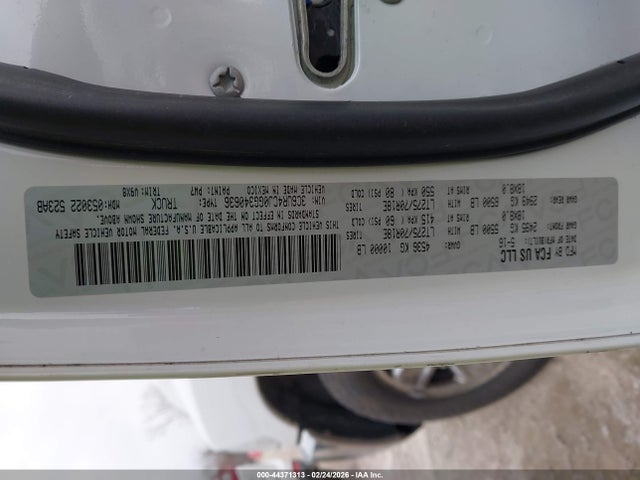 MFD BY FCA US LLC
DATE OF MFR 5-16
GVWR: 4536 KG 10000 LB
GAWR FRONT: 2495 KG 5500 LB WITH TIRES LT275/70R18E
RIMS AT 18X8.0 415 KPA ( 60 PSI) COLD
GAWR REAR: 2948 KG 6500 LB WITH TIRES LT275/70R18E
RIMS AT 18X8.0 550 KPA ( 80 PSI) COLD
THIS VEHICLE CONFORMS TO ALL APPLICABLE U.S.A. FEDERAL MOTOR VEHICLE SAFETY
STANDARDS IN EFFECT ON THE DATE OF MANUFACTURE SHOWN ABOVE.
VIN: TRUCK
VEHICLE MADE IN MEXICO PAINT: PW7 TRIM: V9X8
MDH: 053022 523AB
000-44371313 - 02/24/2026 - IAA Inc.